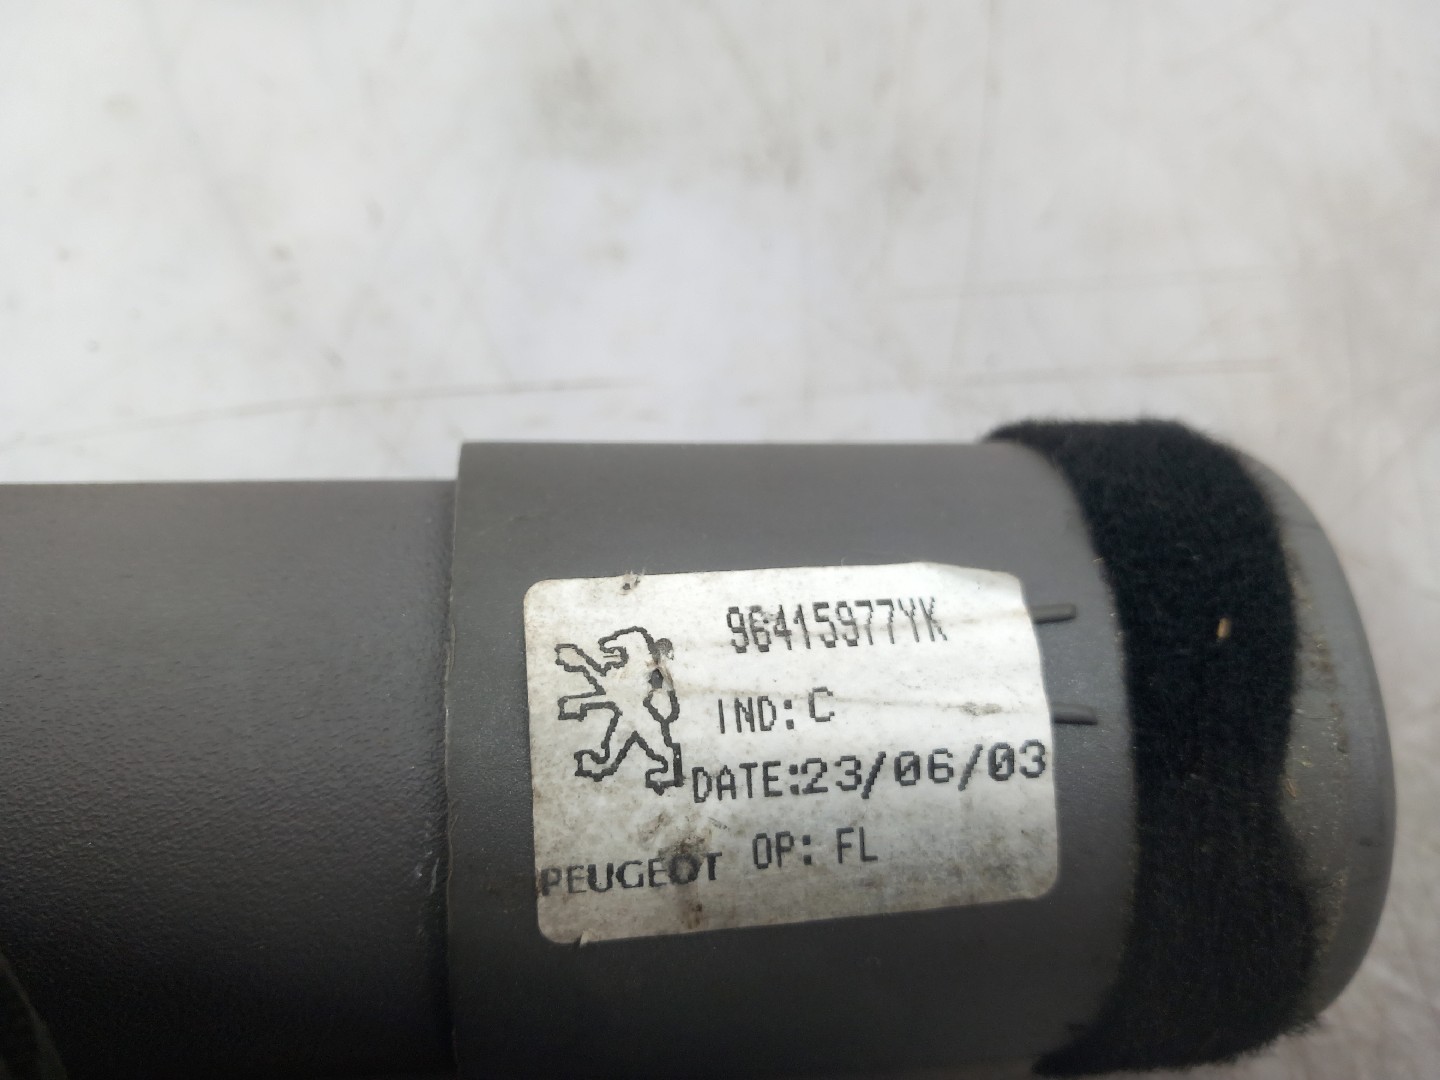 96415977YK
IND: C
DATE:23/06/03
PEUGEOT OP: FL